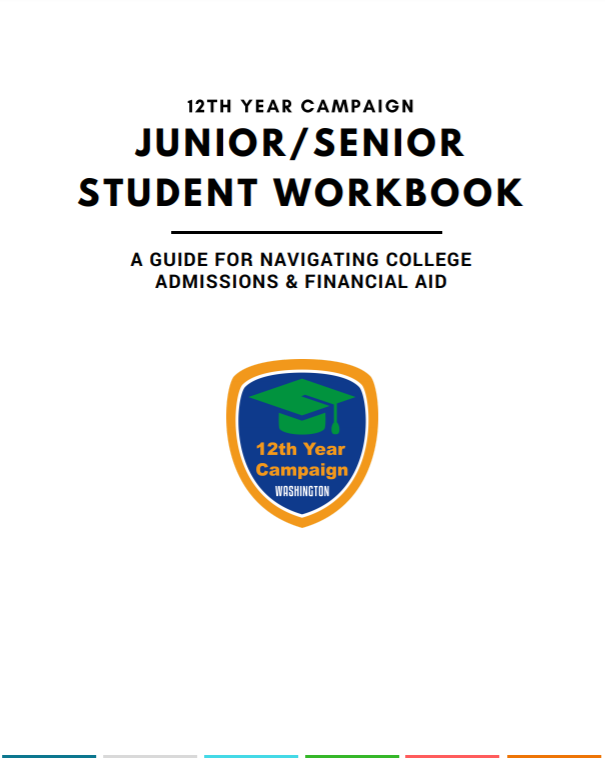 12TH YEAR CAMPAIGN
JUNIOR/SENIOR
STUDENT WORKBOOK
A GUIDE FOR NAVIGATING COLLEGE
ADMISSIONS & FINANCIAL AID
12th Year
Campaign
WASHINGTON